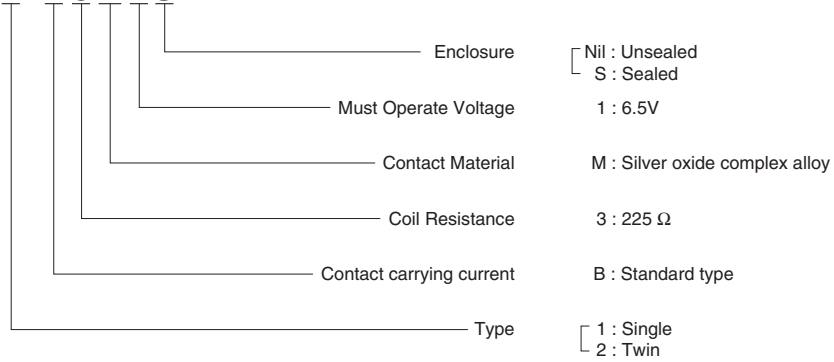 Enclosure Nil : Unsealed
S : Sealed
Must Operate Voltage 1 : 6.5V
Contact Material M : Silver oxide complex alloy
Coil Resistance 3 : 225 Ω
Contact carrying current B : Standard type
Type 1 : Single
2 : Twin